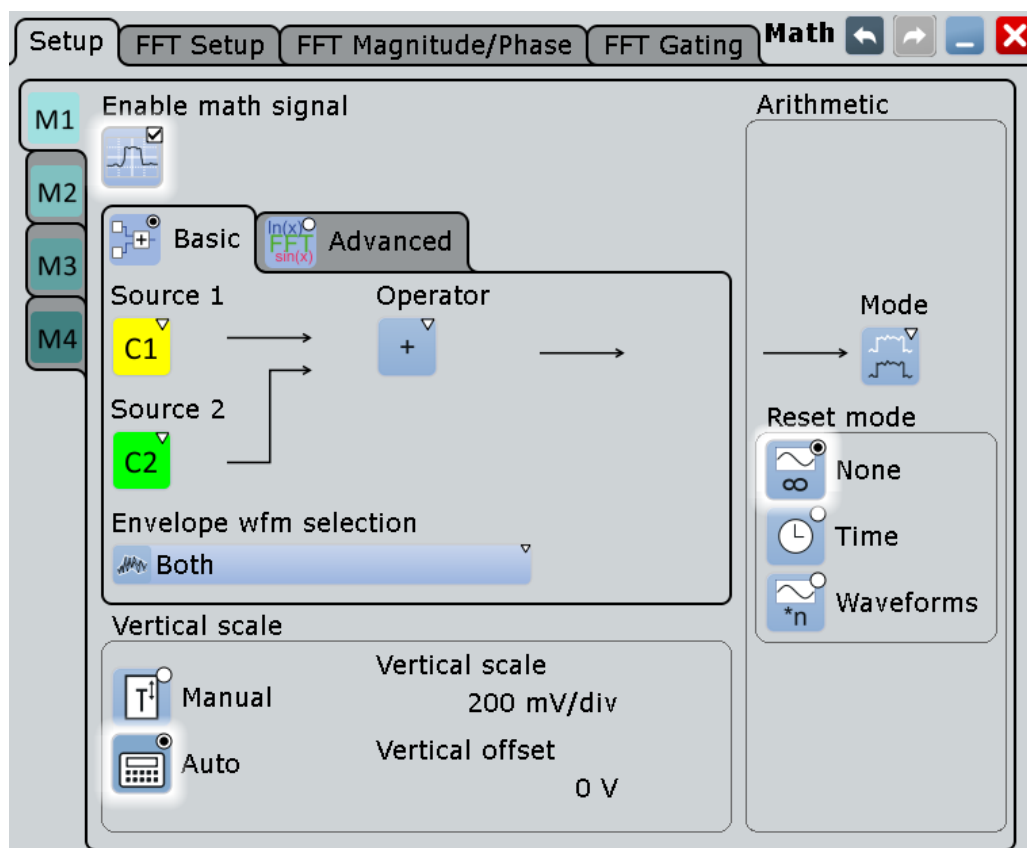 Setup FFT Setup FFT Magnitude/Phase FFT Gating Math
M1
M2
M3
M4
Enable math signal
Basic
ln(x)
FFT
sin(x)
Advanced
Source 1
C1
Operator
+
Source 2
C2
Envelope wfm selection
Both
Vertical scale
Manual
Auto
Vertical scale
200 mV/div
Vertical offset
0 V
Arithmetic
Mode
Reset mode
∞
None
Time
*n
Waveforms